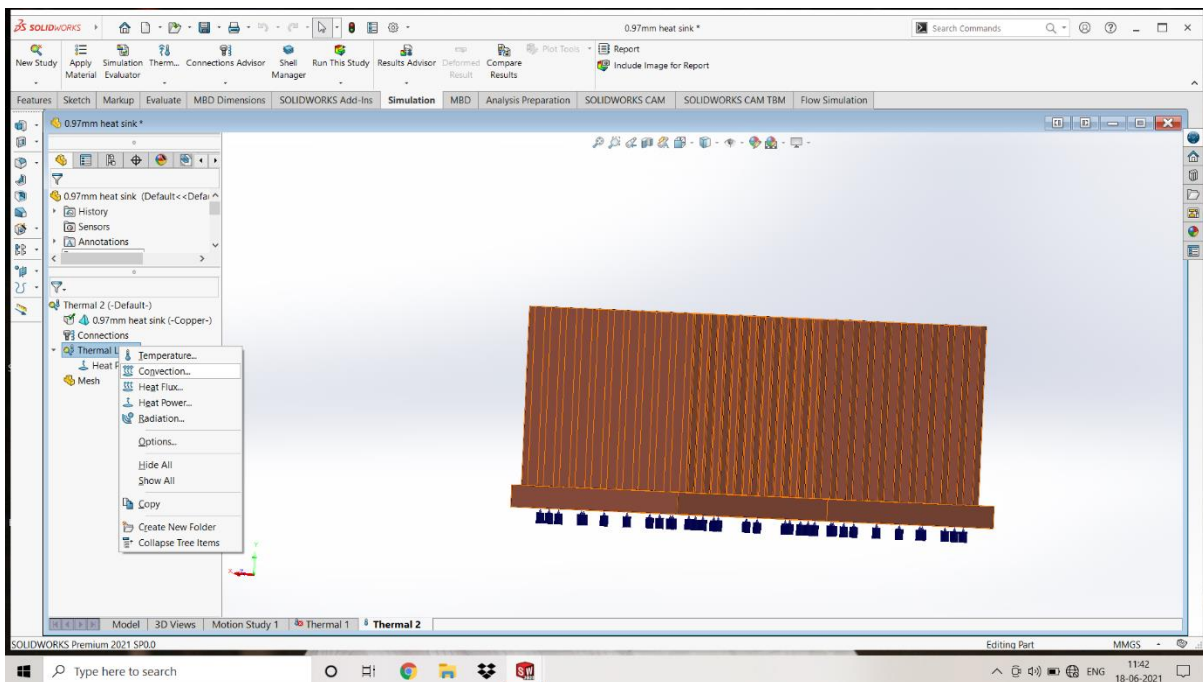 SOLIDWORKS
0.97mm heat sink *
Search Commands
New Study
Apply Material
Simulation Evaluator
Therm...
Connections Advisor
Shell Manager
Run This Study
Results Advisor
Deformed Result
Compare Results
Plot Tools
Report
Include Image for Report
Features
Sketch
Markup
Evaluate
MBD Dimensions
SOLIDWORKS Add-Ins
Simulation
MBD
Analysis Preparation
SOLIDWORKS CAM
SOLIDWORKS CAM TBM
Flow Simulation
0.97mm heat sink *
0.97mm heat sink (Default<<Defa
History
Sensors
Annotations
Thermal 2 (-Default-)
0.97mm heat sink (-Copper-)
Connections
Thermal L
Heat P
Mesh
Temperature...
Convection...
Heat Flux...
Heat Power...
Radiation...
Options...
Hide All
Show All
Copy
Create New Folder
Collapse Tree Items
Model
3D Views
Motion Study 1
Thermal 1
Thermal 2
SOLIDWORKS Premium 2021 SP0.0
Editing Part
MMGS
Type here to search
ENG
11:42
18-06-2021